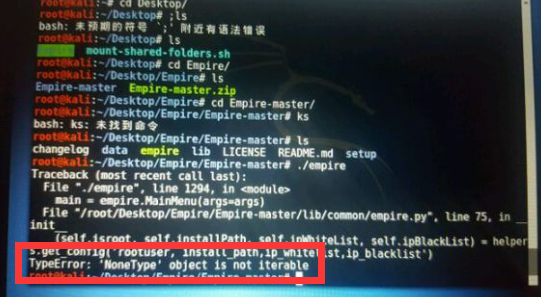 root@kali:~# cd Desktop/
root@kali:~/Desktop# ;ls
bash: 未预期的符号 `;' 附近有语法错误
root@kali:~/Desktop# ls
mount-shared-folders.sh
root@kali:~/Desktop# cd Empire/
root@kali:~/Desktop/Empire# ls
Empire-master Empire-master.zip
root@kali:~/Desktop/Empire# cd Empire-master/
root@kali:~/Desktop/Empire/Empire-master# ks
bash: ks: 未找到命令
root@kali:~/Desktop/Empire/Empire-master# ls
changelog data empire lib LICENSE README.md setup
root@kali:~/Desktop/Empire/Empire-master# ./empire
Traceback (most recent call last):
File "./empire", line 1294, in <module>
main = empire.MainMenu(args=args)
File "/root/Desktop/Empire/Empire-master/lib/common/empire.py", line 75, in __
init__
(self.isroot, self.installPath, self.ipWhiteList, self.ipBlackList) = helper
s.get_config('rootuser, install_path,ip_whitelist,ip_blacklist')
TypeError: 'NoneType' object is not iterable
root@kali:~/Desktop/Empire/Empire-master#